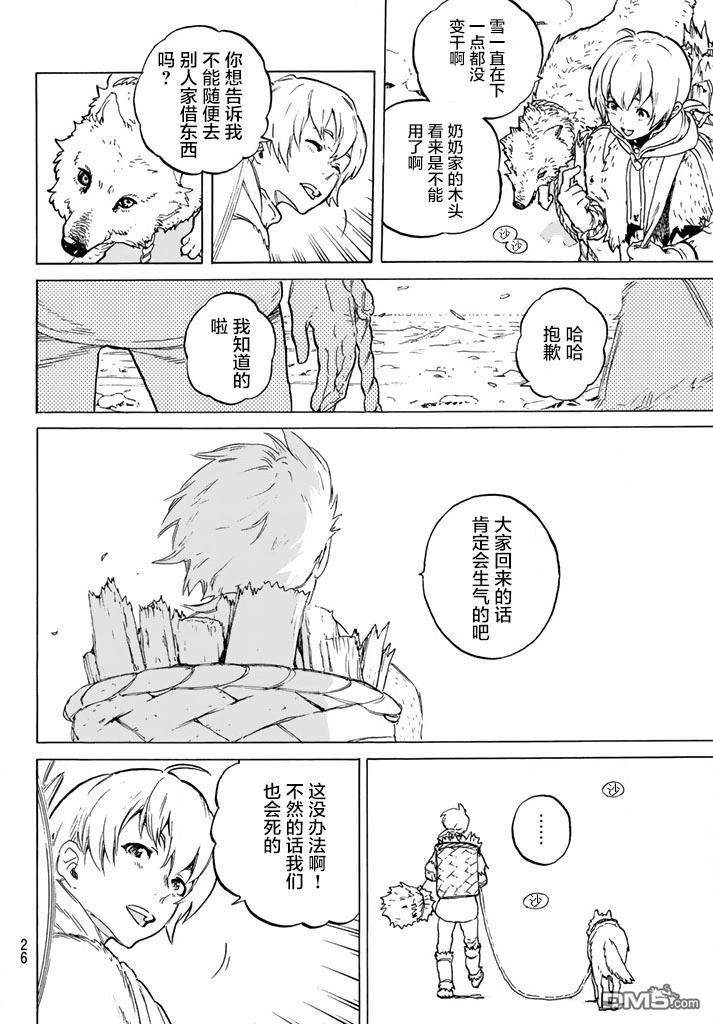 雪一直在下
一点都没
变干啊
奶奶家的木头
看来是不能
用了啊
沙
沙
你想告诉我
不能随便去
别人家借东西
吗？
哈哈
抱歉
我知道的
啦
大家回来的话
肯定会生气的吧
沙
……
沙
这没办法啊！
不然的话我们
也会死的
26
DM5.com